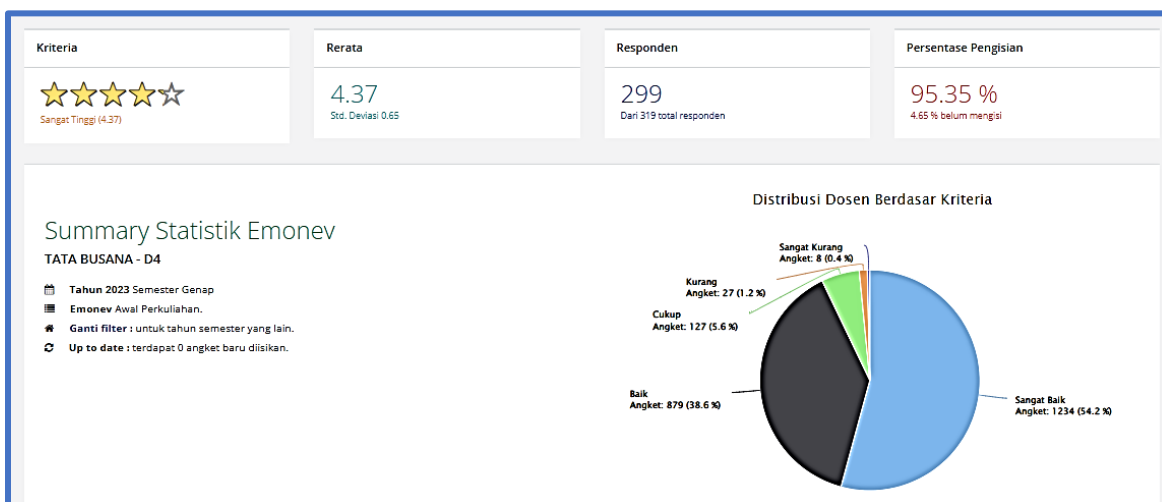 Kriteria
Sangat Tinggi (4.37)
Rerata
4.37
Std. Deviasi 0.65
Responden
299
Dari 319 total responden
Persentase Pengisian
95.35 %
4.65 % belum mengisi
Summary Statistik Emonev
TATA BUSANA - D4
Tahun 2023 Semester Genap
Emonev Awal Perkuliahan.
Ganti filter : untuk tahun semester yang lain.
Up to date : terdapat 0 angket baru diisikan.
Distribusi Dosen Berdasar Kriteria
Sangat Kurang
Angket: 8 (0.4 %)
Kurang
Angket: 27 (1.2 %)
Cukup
Angket: 127 (5.6 %)
Baik
Angket: 879 (38.6 %)
Sangat Baik
Angket: 1234 (54.2 %)